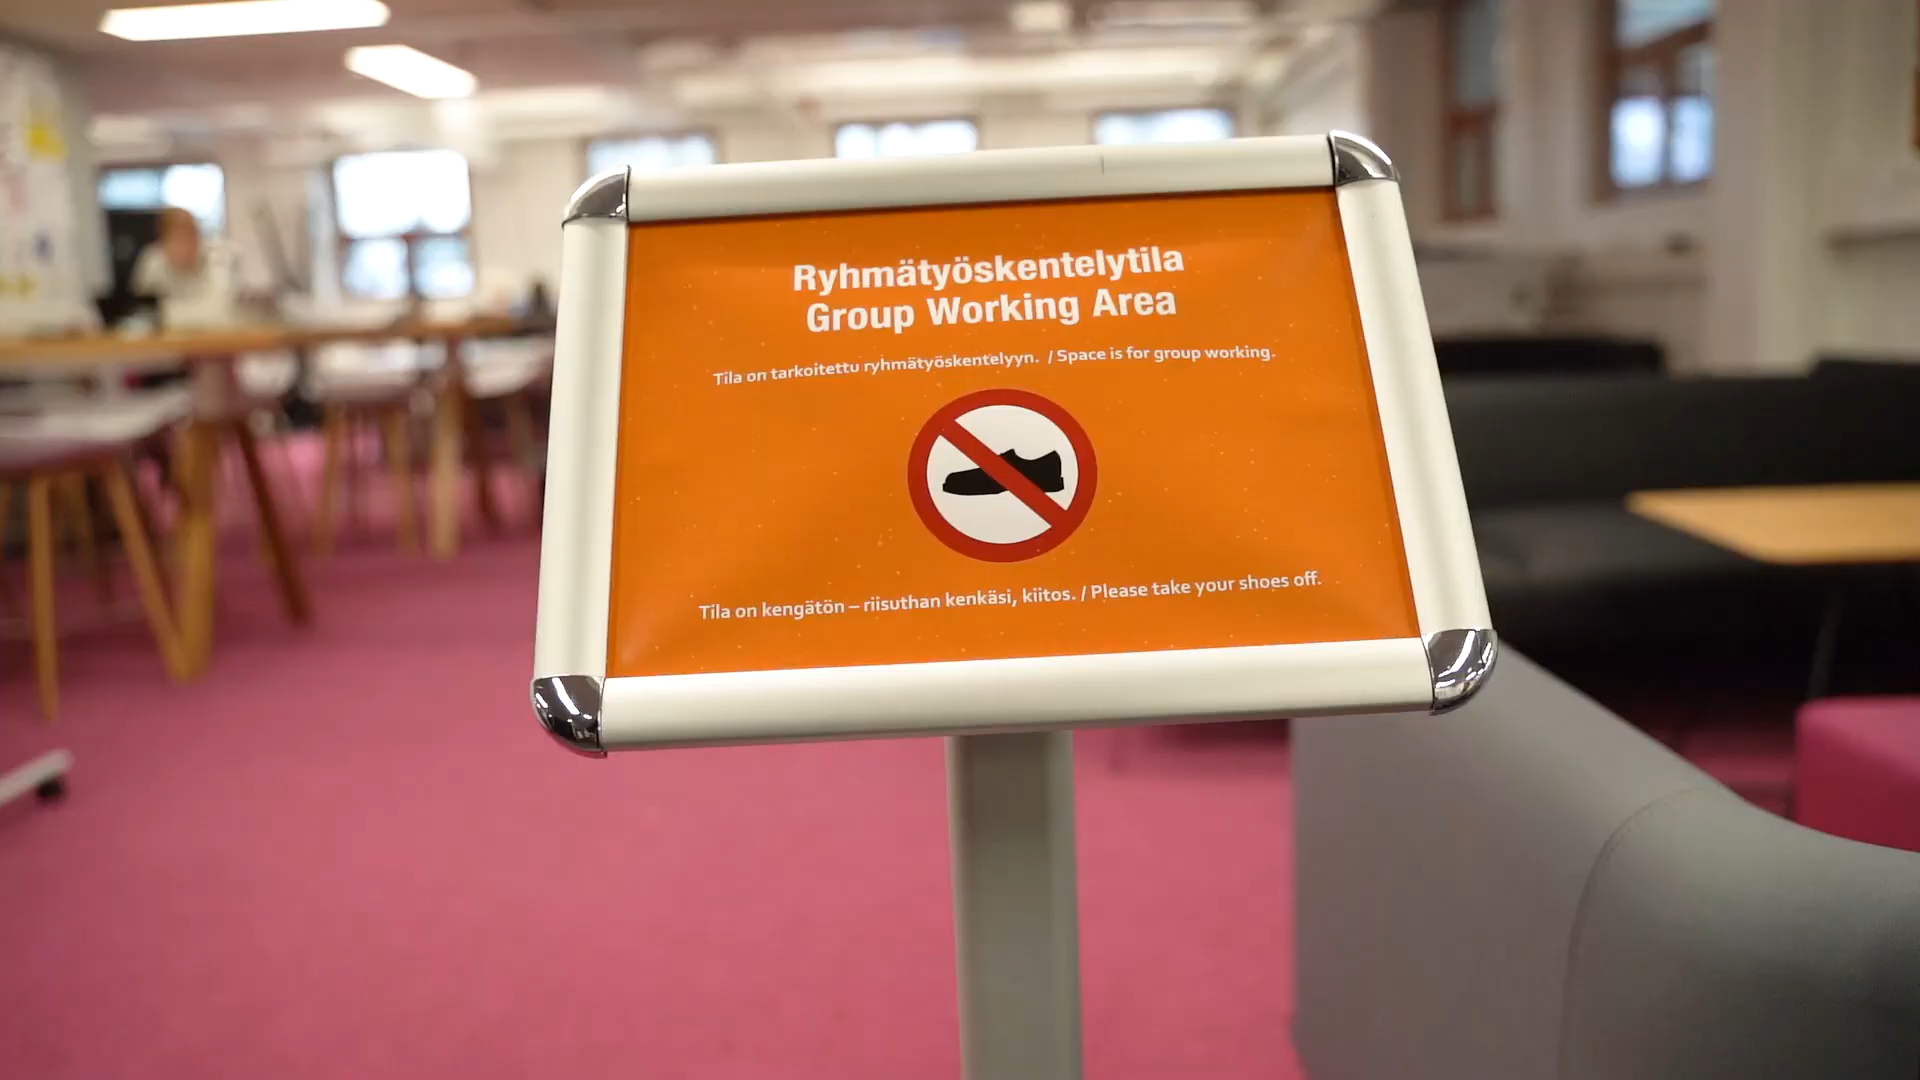 Ryhmätyöskentelytila
Group Working Area
Tila on tarkoitettu ryhmätyöskentelyyn. / Space is for group working.
Tila on kengätön – riisuthan kenkäsi, kiitos. / Please take your shoes off.